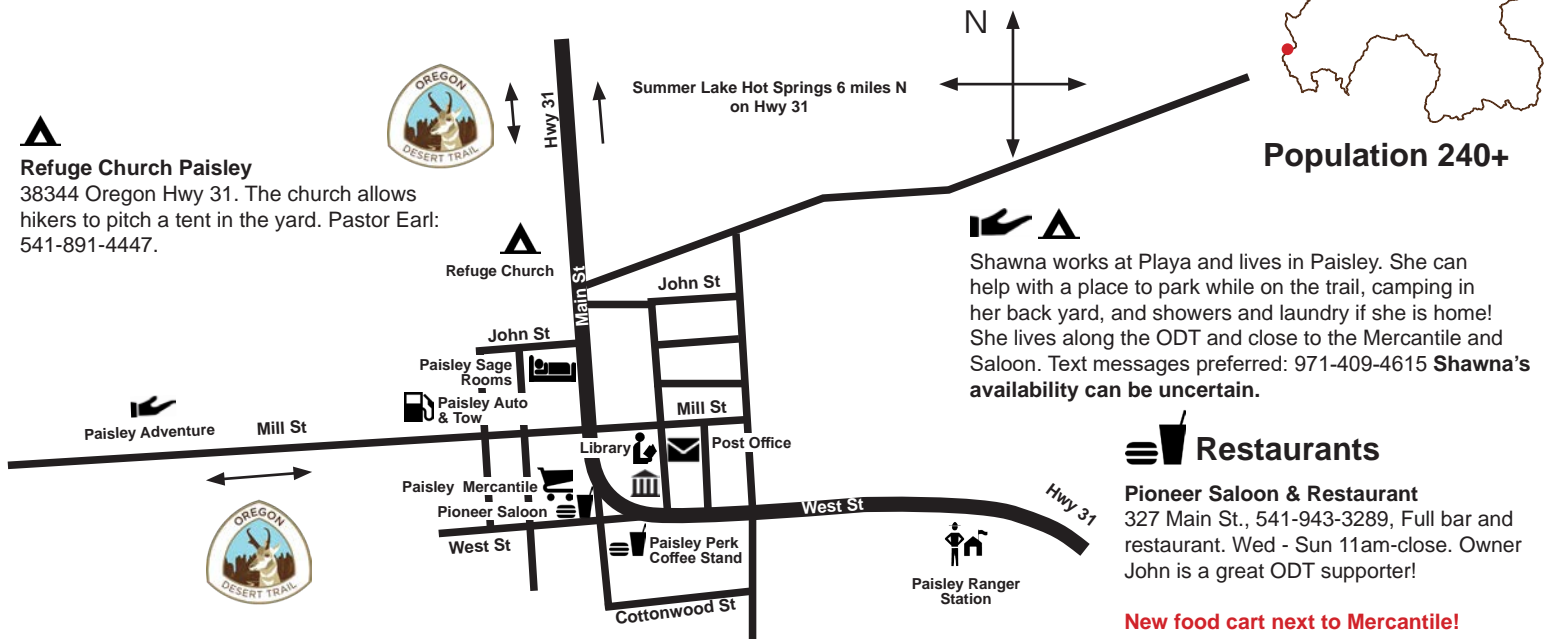 N
OREGON
DESERT TRAIL
Hwy 31
Summer Lake Hot Springs 6 miles N
on Hwy 31
Population 240+
Refuge Church Paisley
38344 Oregon Hwy 31. The church allows
hikers to pitch a tent in the yard. Pastor Earl:
541-891-4447.
Refuge Church
Main St
John St
John St
Paisley Sage
Rooms
Paisley Auto
& Tow
Mill St
Paisley Adventure
Mill St
Library
Post Office
Paisley Mercantile
Pioneer Saloon
West St
West St
Hwy 31
Paisley Perk
Coffee Stand
Cottonwood St
Paisley Ranger
Station
OREGON
DESERT TRAIL
Shawna works at Playa and lives in Paisley. She can
help with a place to park while on the trail, camping in
her back yard, and showers and laundry if she is home!
She lives along the ODT and close to the Mercantile and
Saloon. Text messages preferred: 971-409-4615 Shawna's
availability can be uncertain.
Restaurants
Pioneer Saloon & Restaurant
327 Main St., 541-943-3289, Full bar and
restaurant. Wed - Sun 11am-close. Owner
John is a great ODT supporter!
New food cart next to Mercantile!